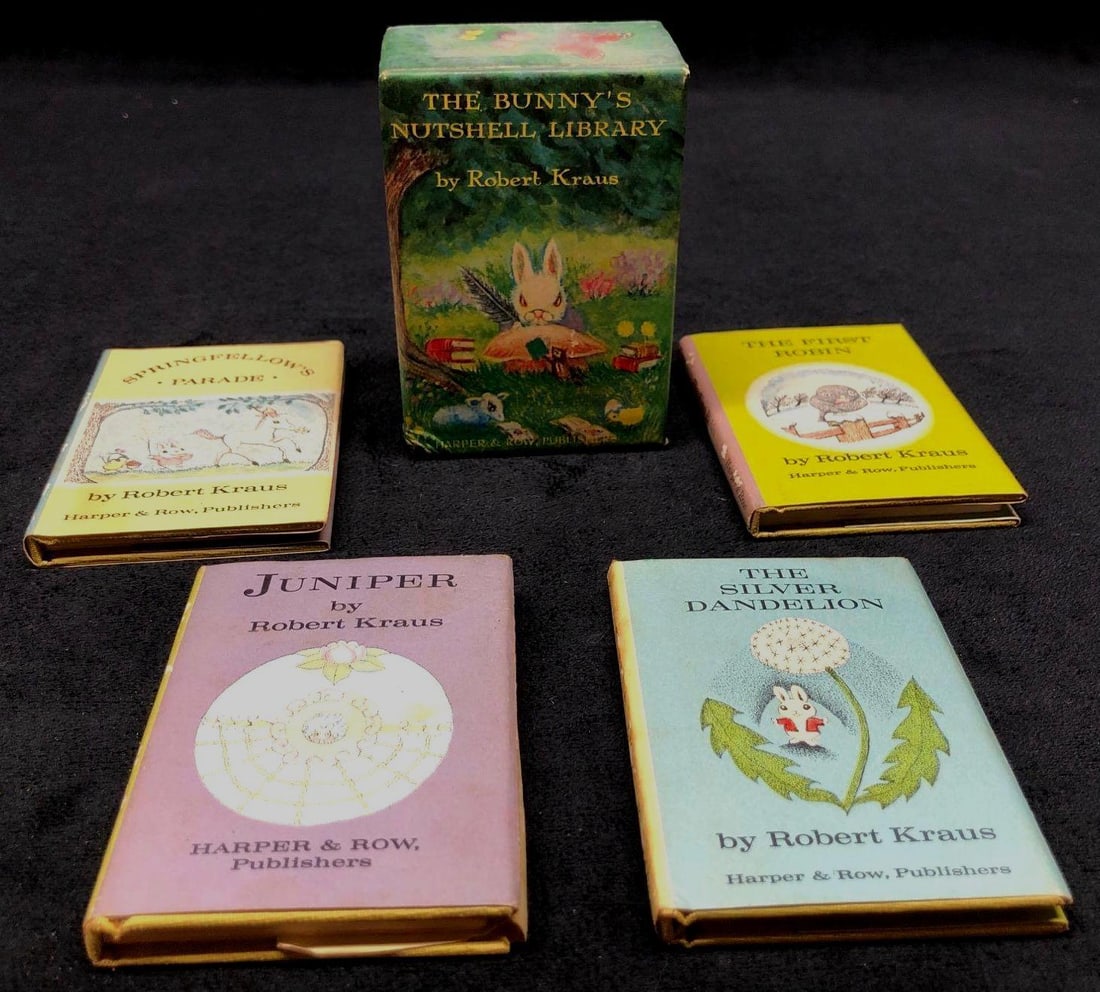 THE BUNNY'S
NUTSHELL LIBRARY
by Robert Kraus
HARPER & ROW, PUBLISHERS
SPRINGFELLOW'S
· PARADE ·
by Robert Kraus
Harper & Row, Publishers
THE FIRST
ROBIN
by Robert Kraus
Harper & Row, Publishers
JUNIPER
by
Robert Kraus
HARPER & ROW,
Publishers
THE
SILVER
DANDELION
by Robert Kraus
Harper & Row, Publishers